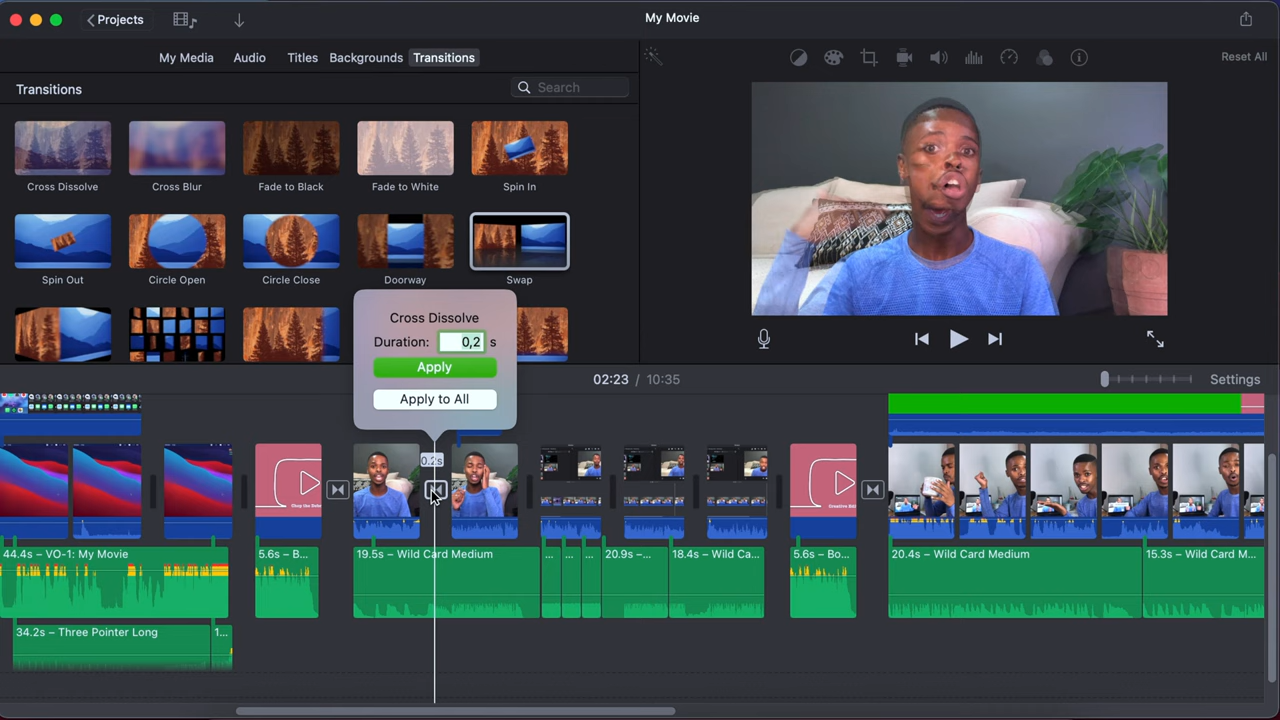 Projects
My Movie
My Media Audio Titles Backgrounds Transitions
Reset All
Transitions
Search
Cross Dissolve Cross Blur Fade to Black Fade to White Spin In
Spin Out Circle Open Circle Close Doorway Swap
Cross Dissolve
Duration: 0,2 s
Apply
Apply to All
02:23 / 10:35
Settings
0.2s
44.4s – VO-1: My Movie
5.6s – B...
19.5s – Wild Card Medium
...
...
...
20.9s –...
18.4s – Wild Ca...
5.6s – Bo...
20.4s – Wild Card Medium
15.3s – Wild Card M...
34.2s – Three Pointer Long
1...